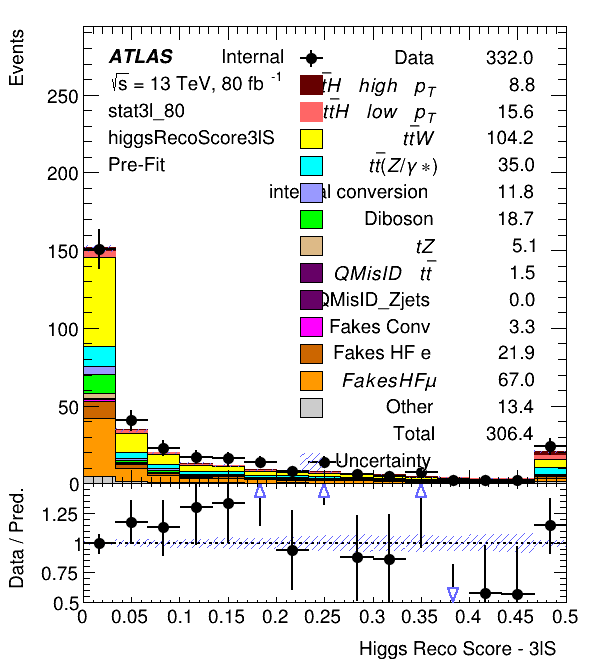 Events
ATLAS Internal
√s = 13 TeV, 80 fb -1
stat3l_80
higgsRecoScore3lS
Pre-Fit
Data 332.0
tt̄H high pT 8.8
tt̄H low pT 15.6
tt̄W 104.2
tt̄(Z/γ*) 35.0
internal conversion 11.8
Diboson 18.7
tZ 5.1
QMisID tt̄ 1.5
QMisID_Zjets 0.0
Fakes Conv 3.3
Fakes HF e 21.9
FakesHFμ 67.0
Other 13.4
Total 306.4
Uncertainty
250
200
150
100
50
0
Data / Pred.
1.25
1
0.75
0.5
0 0.05 0.1 0.15 0.2 0.25 0.3 0.35 0.4 0.45 0.5
Higgs Reco Score - 3lS